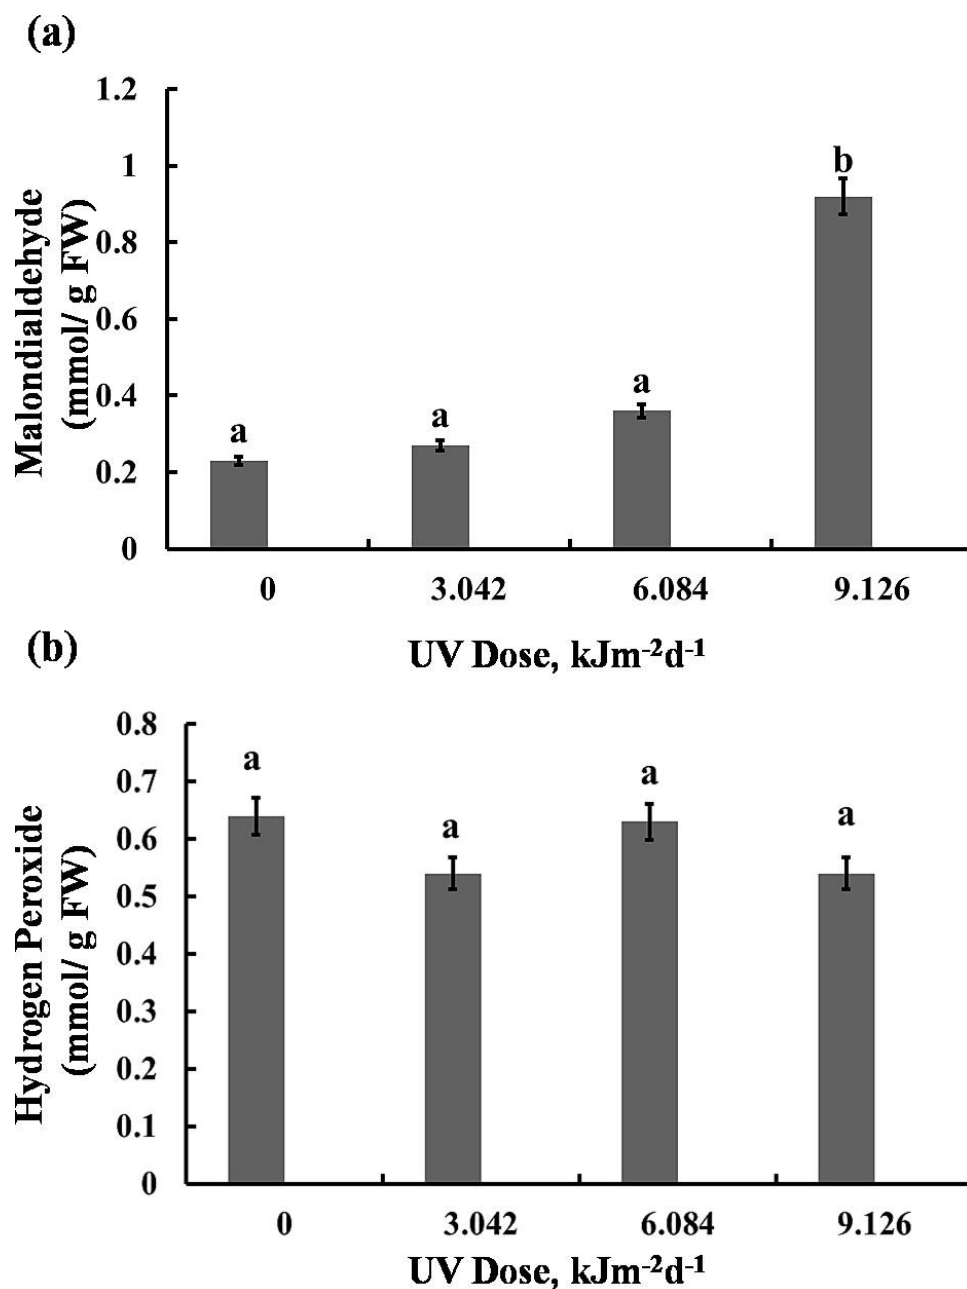 (a)
1.2
1
0.8
0.6
0.4
0.2
0
Malondialdehyde
(mmol/ g FW)
a
a
a
b
0 3.042 6.084 9.126
UV Dose, kJm-2d-1
(b)
0.8
0.7
0.6
0.5
0.4
0.3
0.2
0.1
0
Hydrogen Peroxide
(mmol/ g FW)
a
a
a
a
0 3.042 6.084 9.126
UV Dose, kJm-2d-1